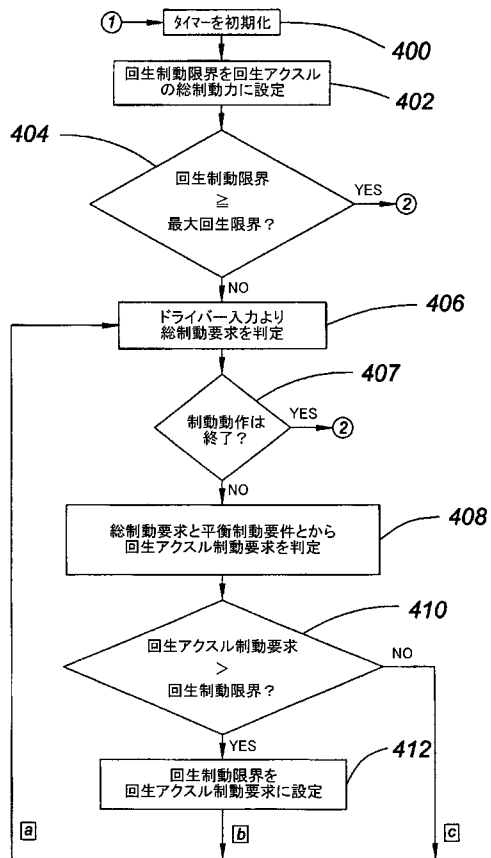 ①
タイマーを初期化
400
回生制動限界を回生アクスル
の総制動力に設定
402
404
回生制動限界
≧
最大回生限界？
YES
②
NO
ドライバー入力より
総制動要求を判定
406
407
制動動作は
終了？
YES
②
NO
総制動要求と平衡制動要件とから
回生アクスル制動要求を判定
408
410
回生アクスル制動要求
＞
回生制動限界？
NO
YES
412
回生制動限界を
回生アクスル制動要求に設定
a
b
c